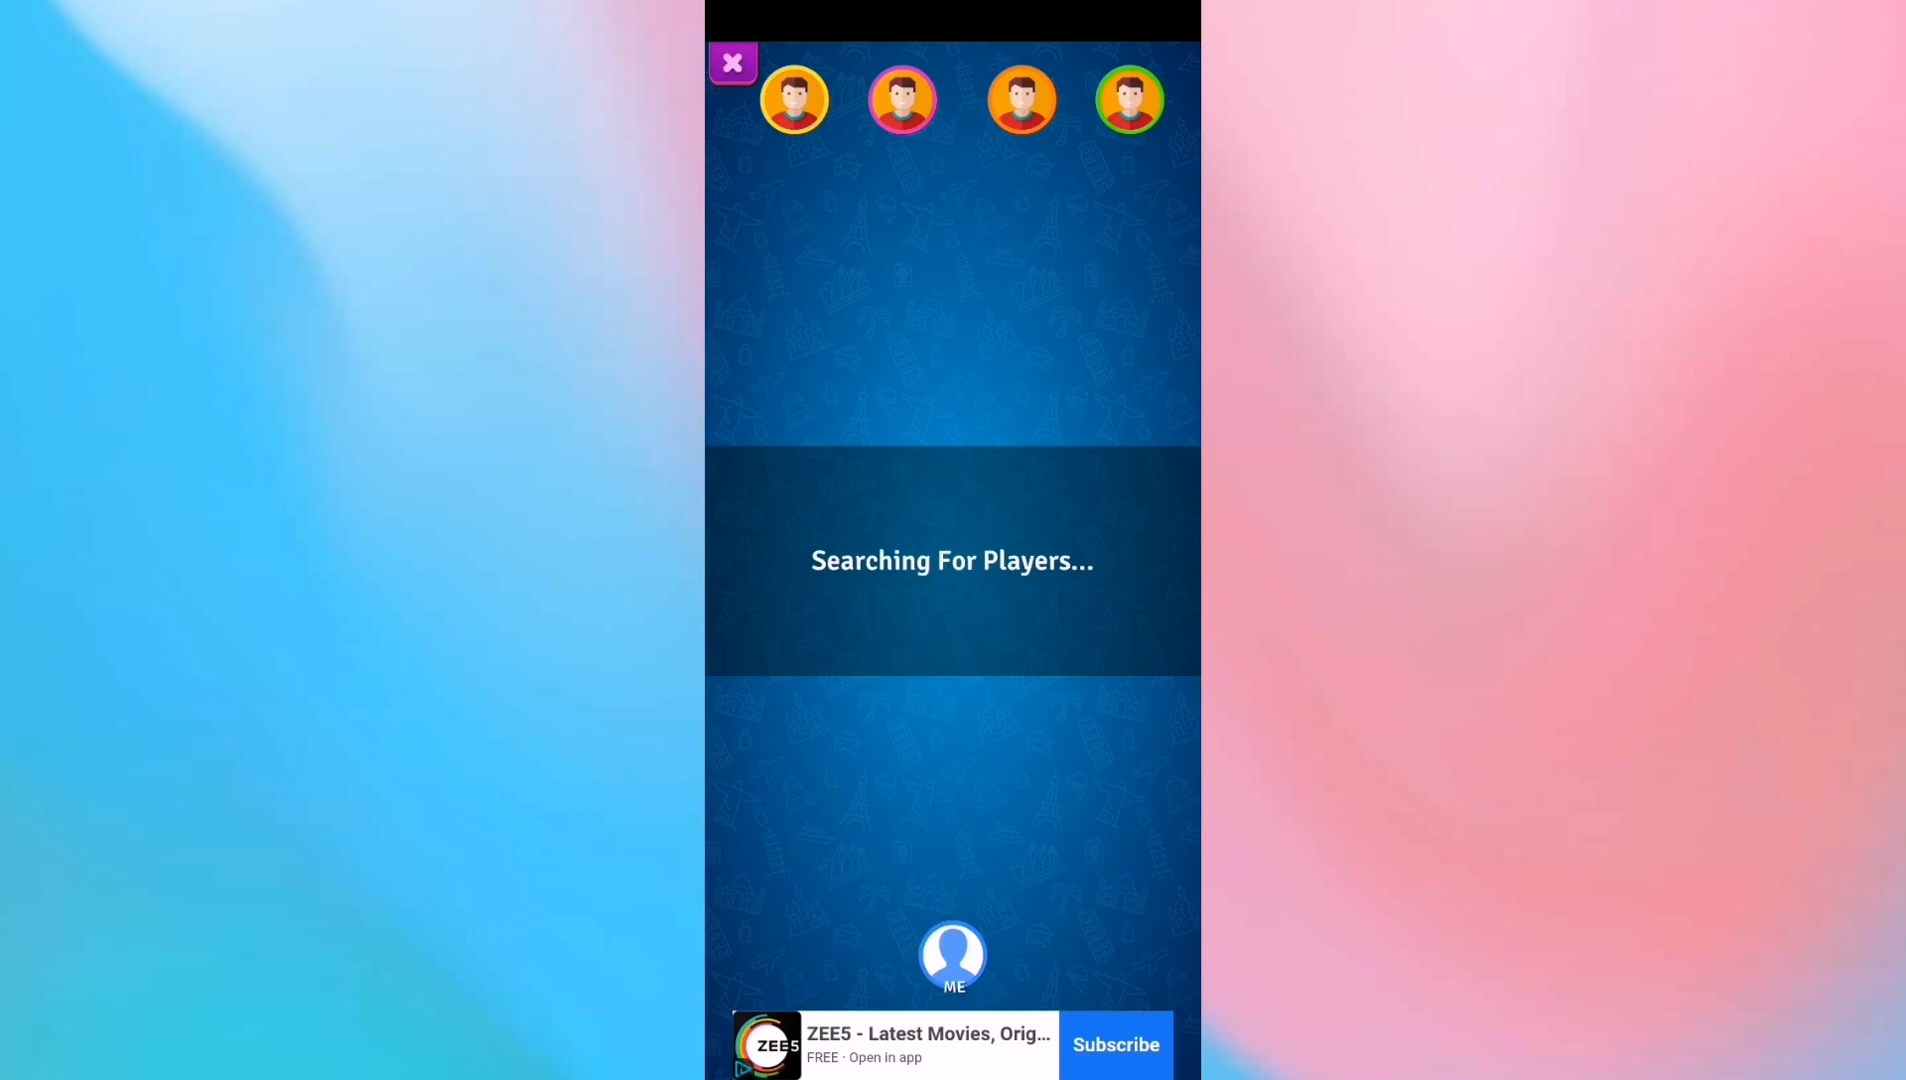 Searching For Players...
ME
ZEE5 - Latest Movies, Orig...
FREE · Open in app
Subscribe
ZEE5